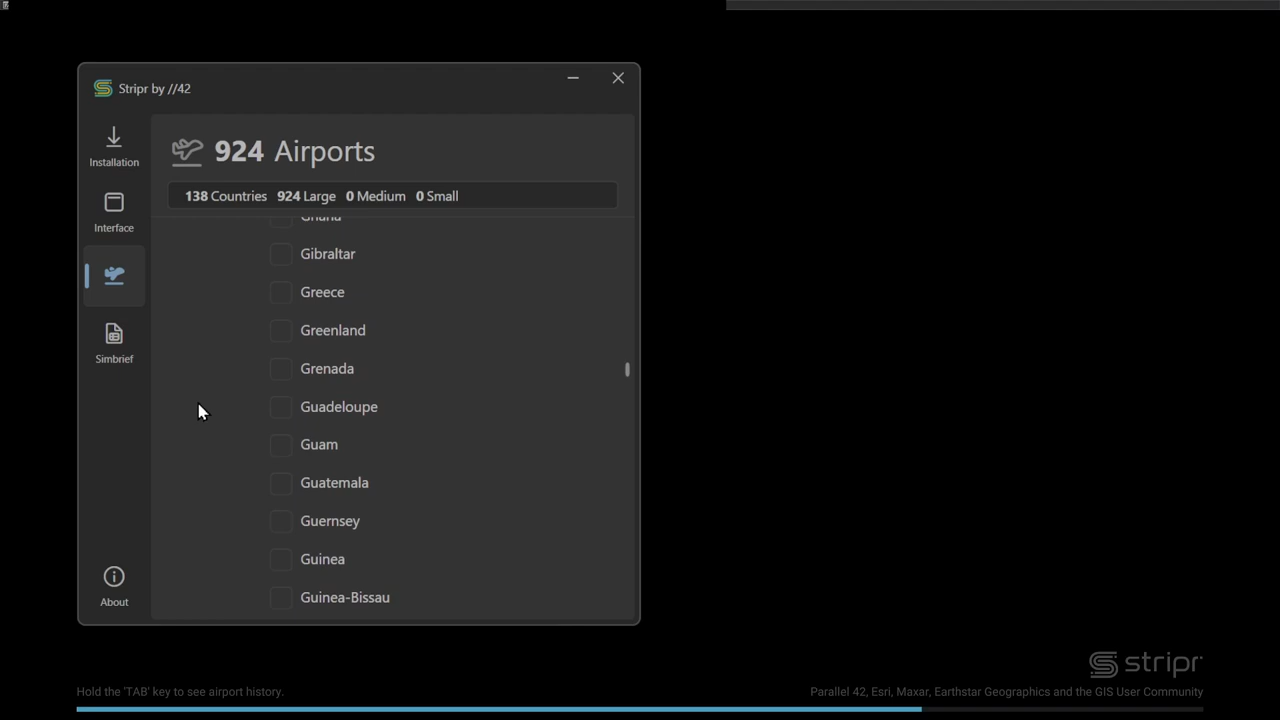 Stripr by //42
Installation
Interface
Simbrief
About
924 Airports
138 Countries 924 Large 0 Medium 0 Small
Ghana
Gibraltar
Greece
Greenland
Grenada
Guadeloupe
Guam
Guatemala
Guernsey
Guinea
Guinea-Bissau
stripr
Hold the 'TAB' key to see airport history.
Parallel 42, Esri, Maxar, Earthstar Geographics and the GIS User Community